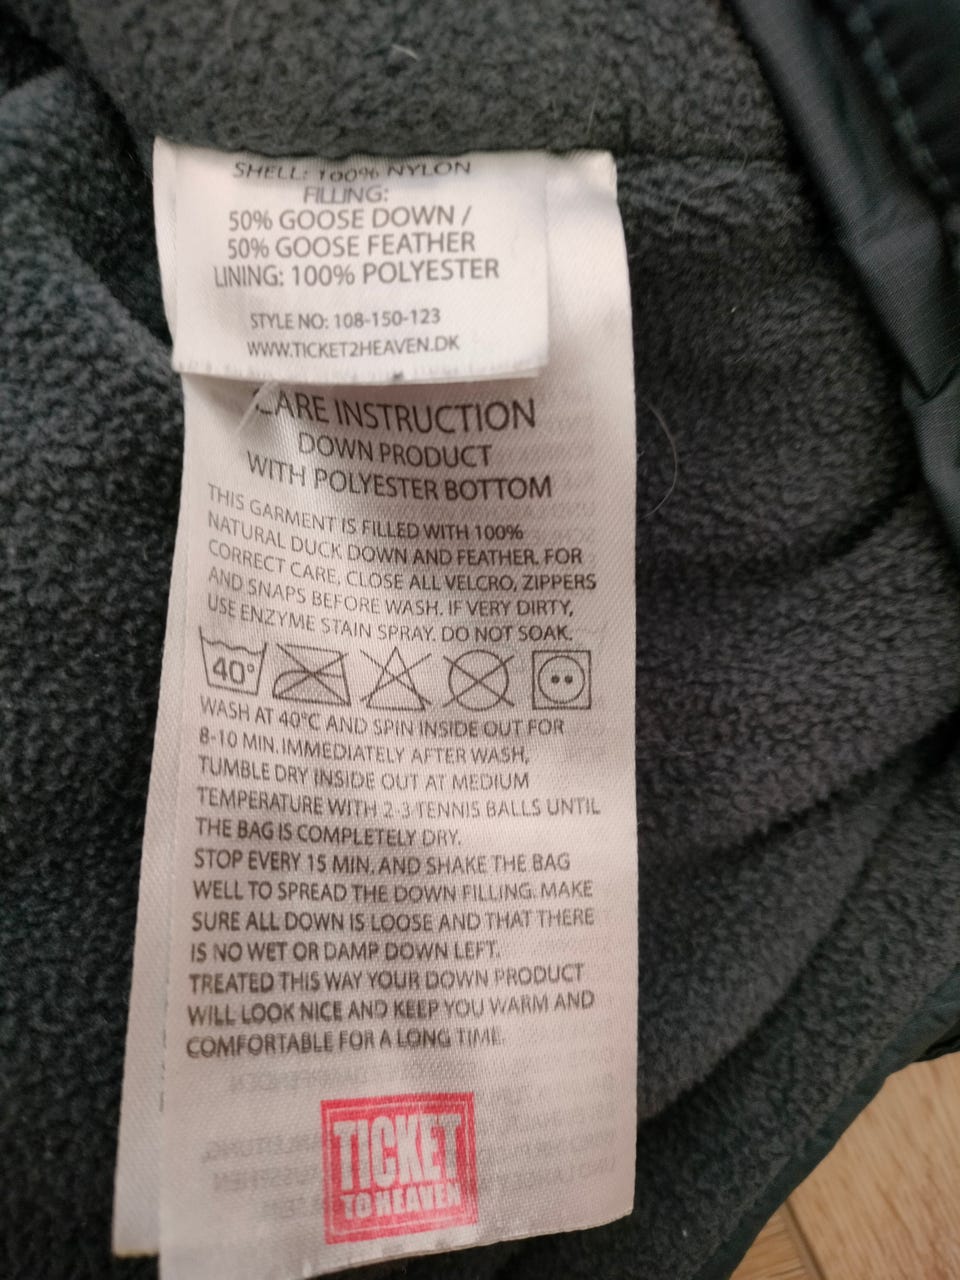 SHELL: 100% NYLON
FILLING:
50% GOOSE DOWN /
50% GOOSE FEATHER
LINING: 100% POLYESTER
STYLE NO: 108-150-123
WWW.TICKET2HEAVEN.DK
CARE INSTRUCTION
DOWN PRODUCT
WITH POLYESTER BOTTOM
THIS GARMENT IS FILLED WITH 100%
NATURAL DUCK DOWN AND FEATHER. FOR
CORRECT CARE, CLOSE ALL VELCRO, ZIPPERS
AND SNAPS BEFORE WASH. IF VERY DIRTY,
USE ENZYME STAIN SPRAY. DO NOT SOAK.
40°
WASH AT 40°C AND SPIN INSIDE OUT FOR
8-10 MIN. IMMEDIATELY AFTER WASH,
TUMBLE DRY INSIDE OUT AT MEDIUM
TEMPERATURE WITH 2-3 TENNIS BALLS UNTIL
THE BAG IS COMPLETELY DRY.
STOP EVERY 15 MIN. AND SHAKE THE BAG
WELL TO SPREAD THE DOWN FILLING. MAKE
SURE ALL DOWN IS LOOSE AND THAT THERE
IS NO WET OR DAMP DOWN LEFT.
TREATED THIS WAY YOUR DOWN PRODUCT
WILL LOOK NICE AND KEEP YOU WARM AND
COMFORTABLE FOR A LONG TIME.
TICKET
TO HEAVEN